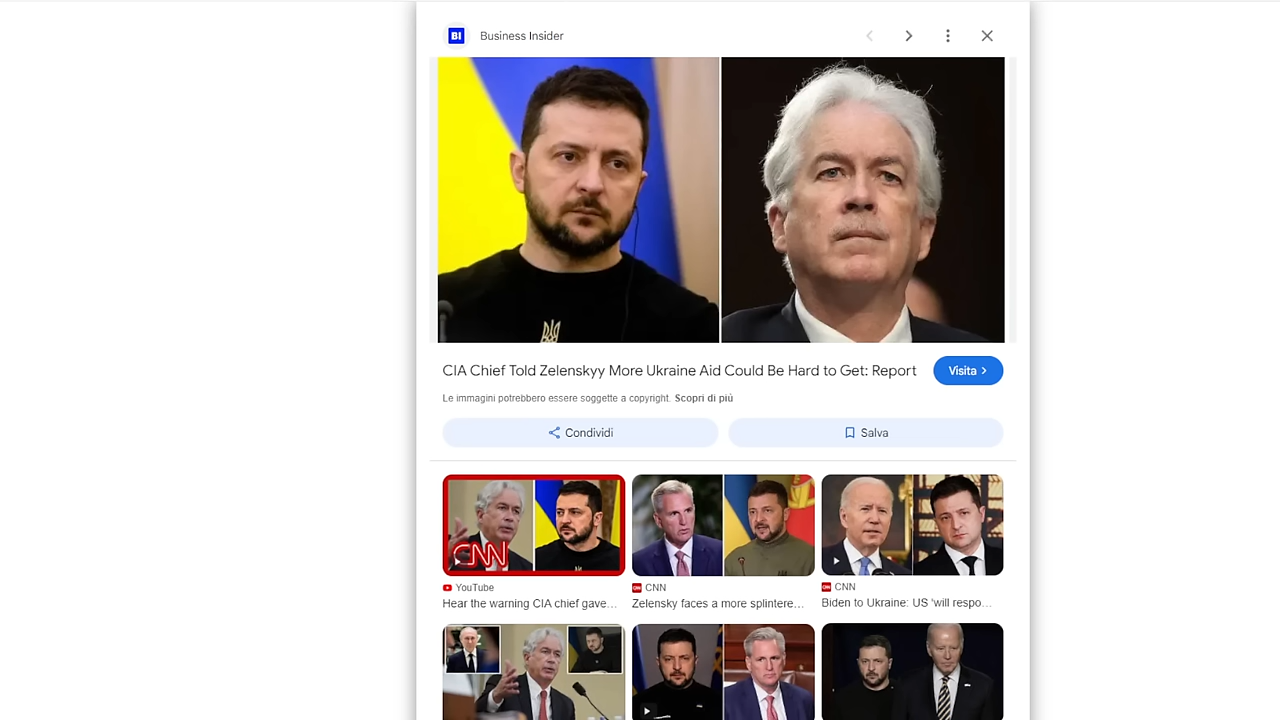 BI Business Insider
CIA Chief Told Zelenskyy More Ukraine Aid Could Be Hard to Get: Report
Visita
Le immagini potrebbero essere soggette a copyright. Scopri di più
Condividi
Salva
CNN
YouTube
Hear the warning CIA chief gave…
CNN
Zelensky faces a more splintere…
CNN
Biden to Ukraine: US 'will respo…